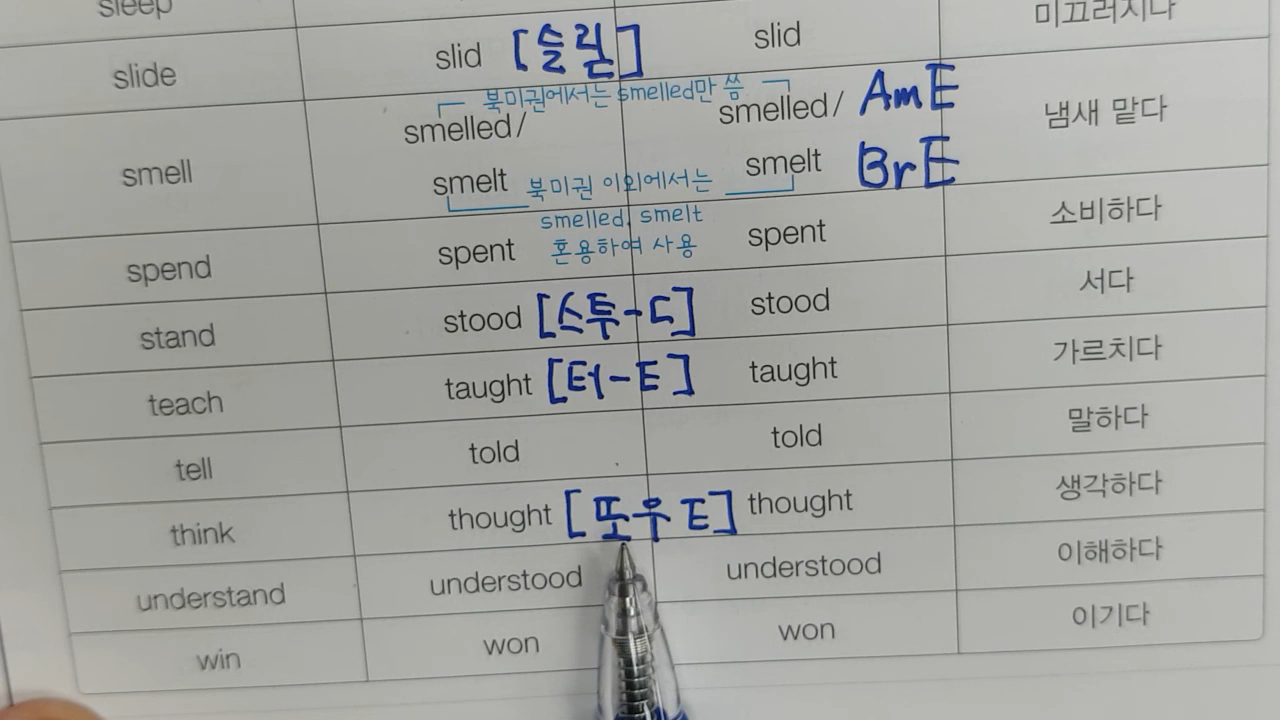 sleep
미끄러지다
slide slid [슬릳] slid
북미권에서는 smelled만 씀
smelled/ smelled/ AmE
smell 냄새 맡다
smelt 북미권 이외에서는 smelt BrE
smelled, smelt
혼용하여 사용
spend spent spent 소비하다
stand stood [스투-ㄷ] stood 서다
teach taught [터-ㅌ] taught 가르치다
tell told told 말하다
think thought [또우ㅌ] thought 생각하다
understand understood understood 이해하다
win won won 이기다